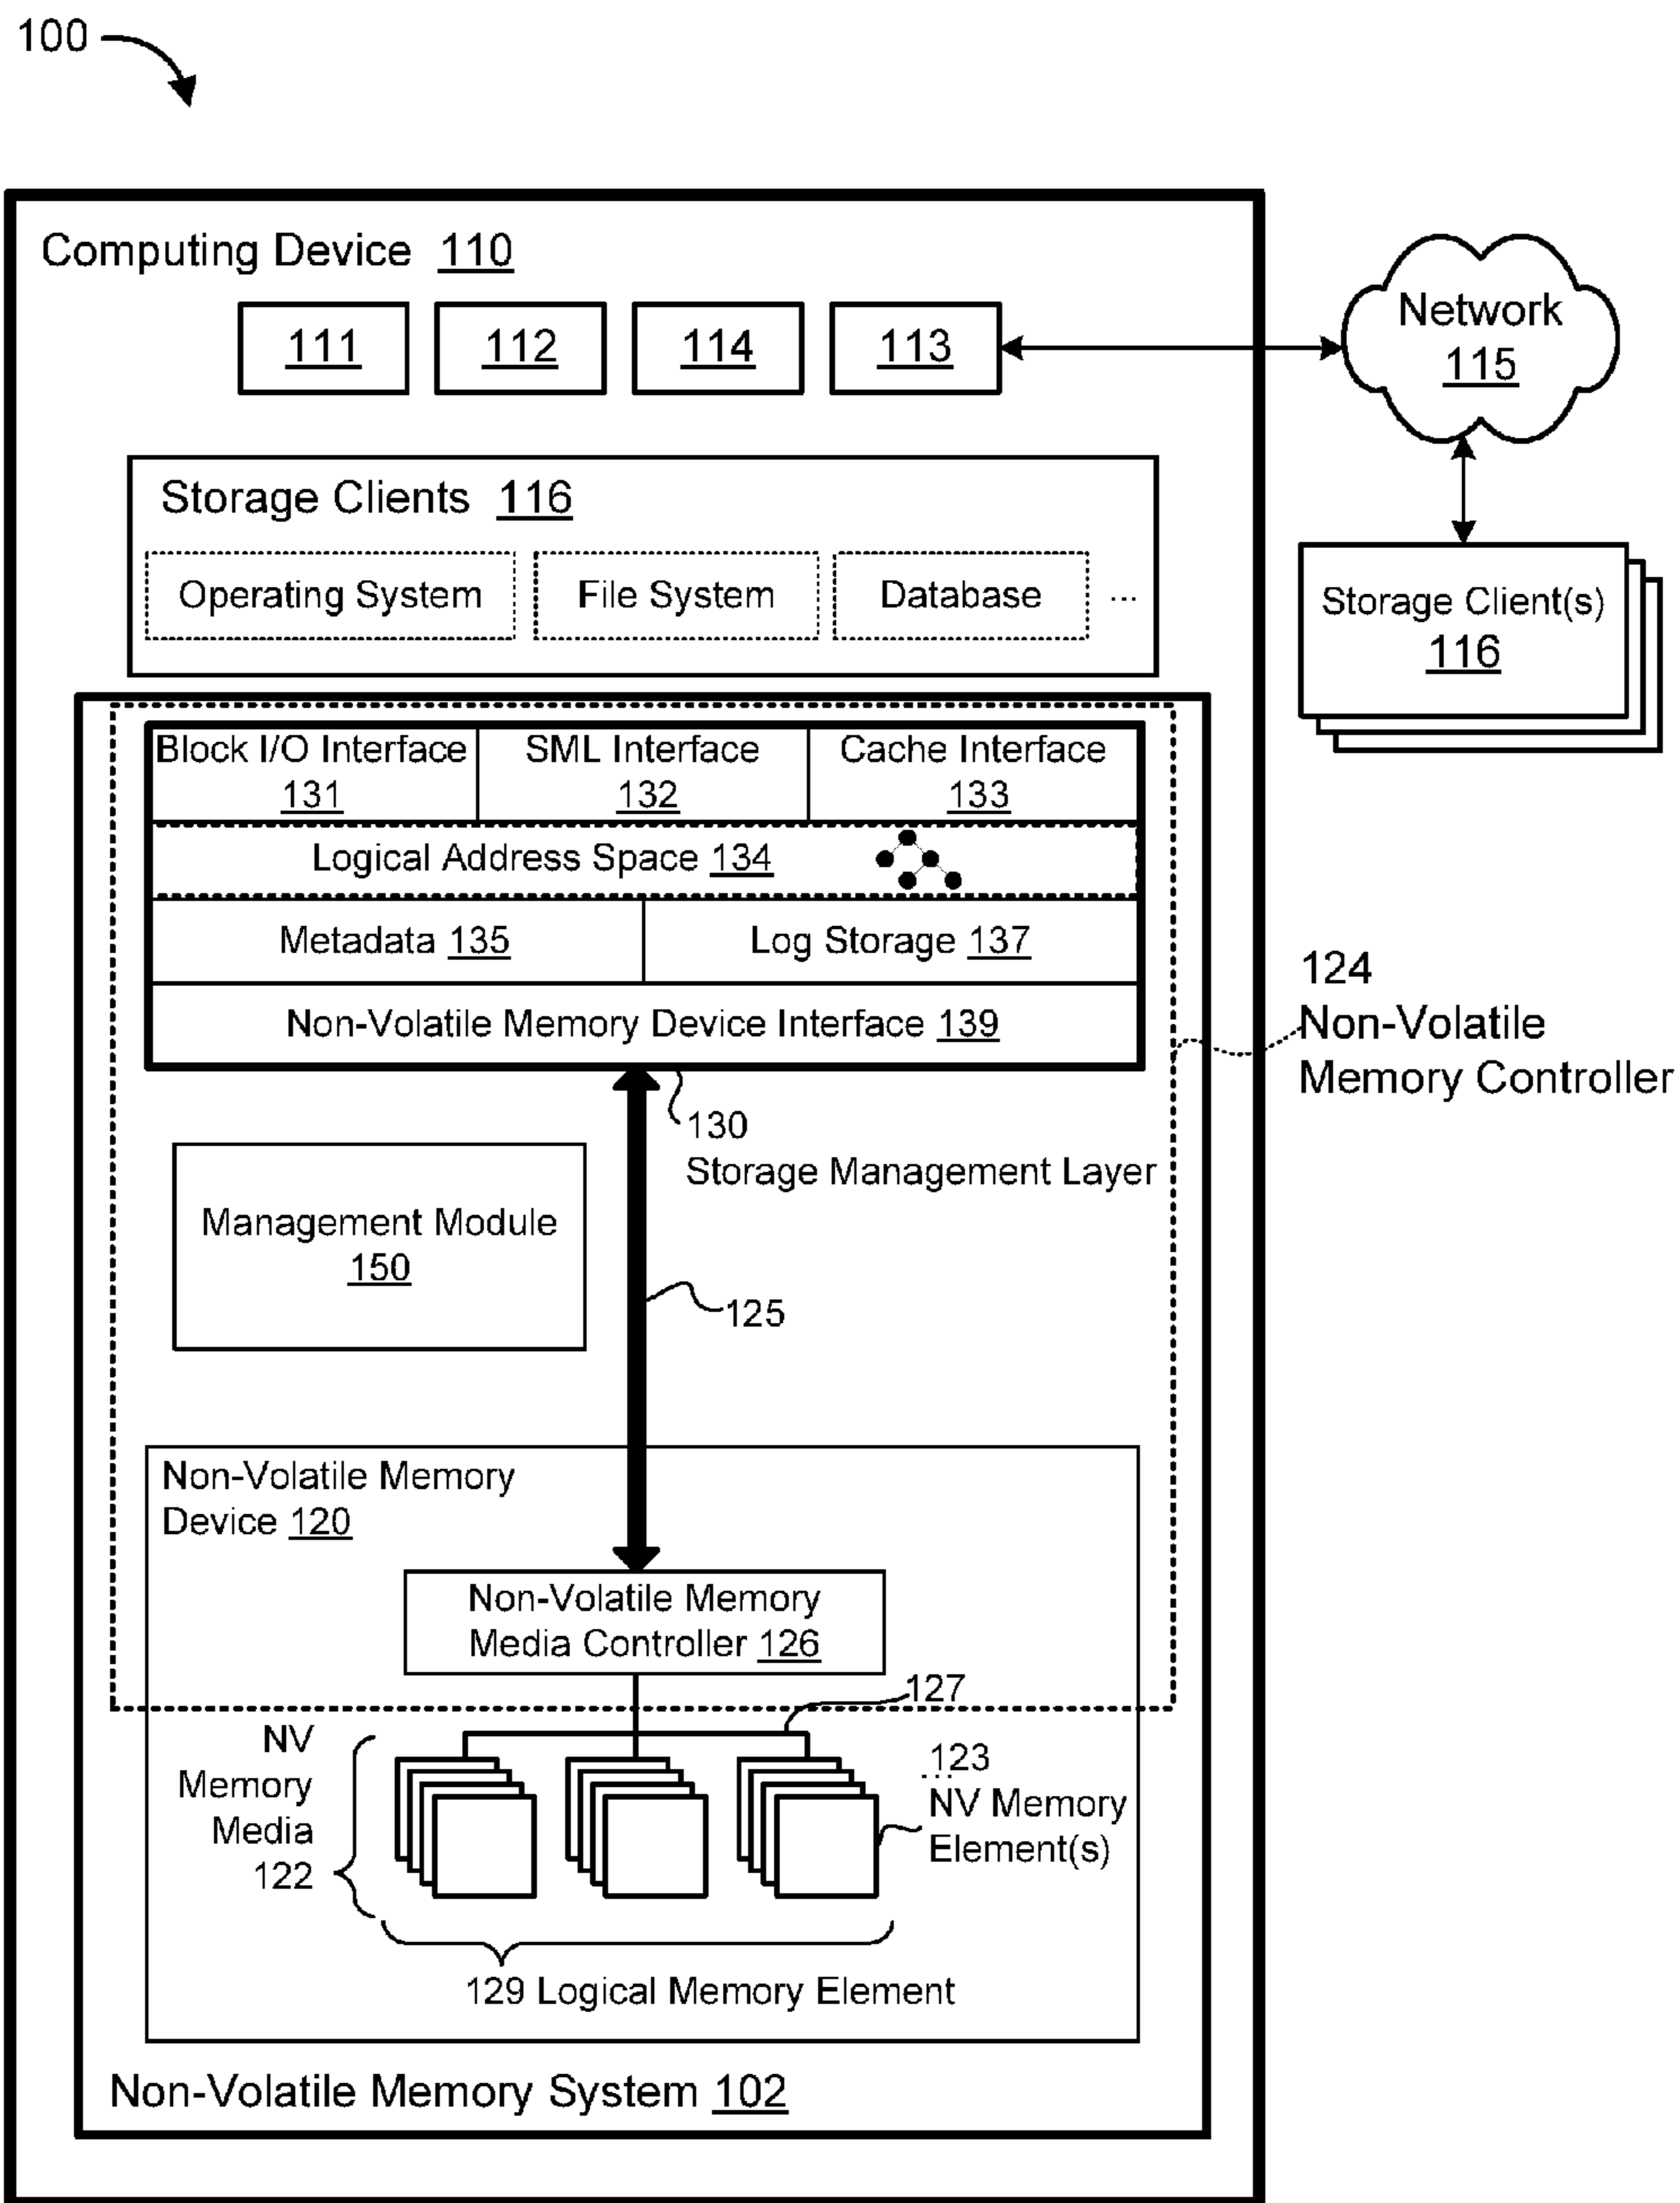 100
Computing Device 110
111
112
114
113
Network
115
Storage Clients 116
Operating System
File System
Database
...
Storage Client(s)
116
Block I/O Interface
131
SML Interface
132
Cache Interface
133
Logical Address Space 134
Metadata 135
Log Storage 137
Non-Volatile Memory Device Interface 139
124
Non-Volatile
Memory Controller
130
Storage Management Layer
Management Module
150
125
Non-Volatile Memory
Device 120
Non-Volatile Memory
Media Controller 126
127
NV
Memory
Media
122
...
123
NV Memory
Element(s)
129 Logical Memory Element
Non-Volatile Memory System 102